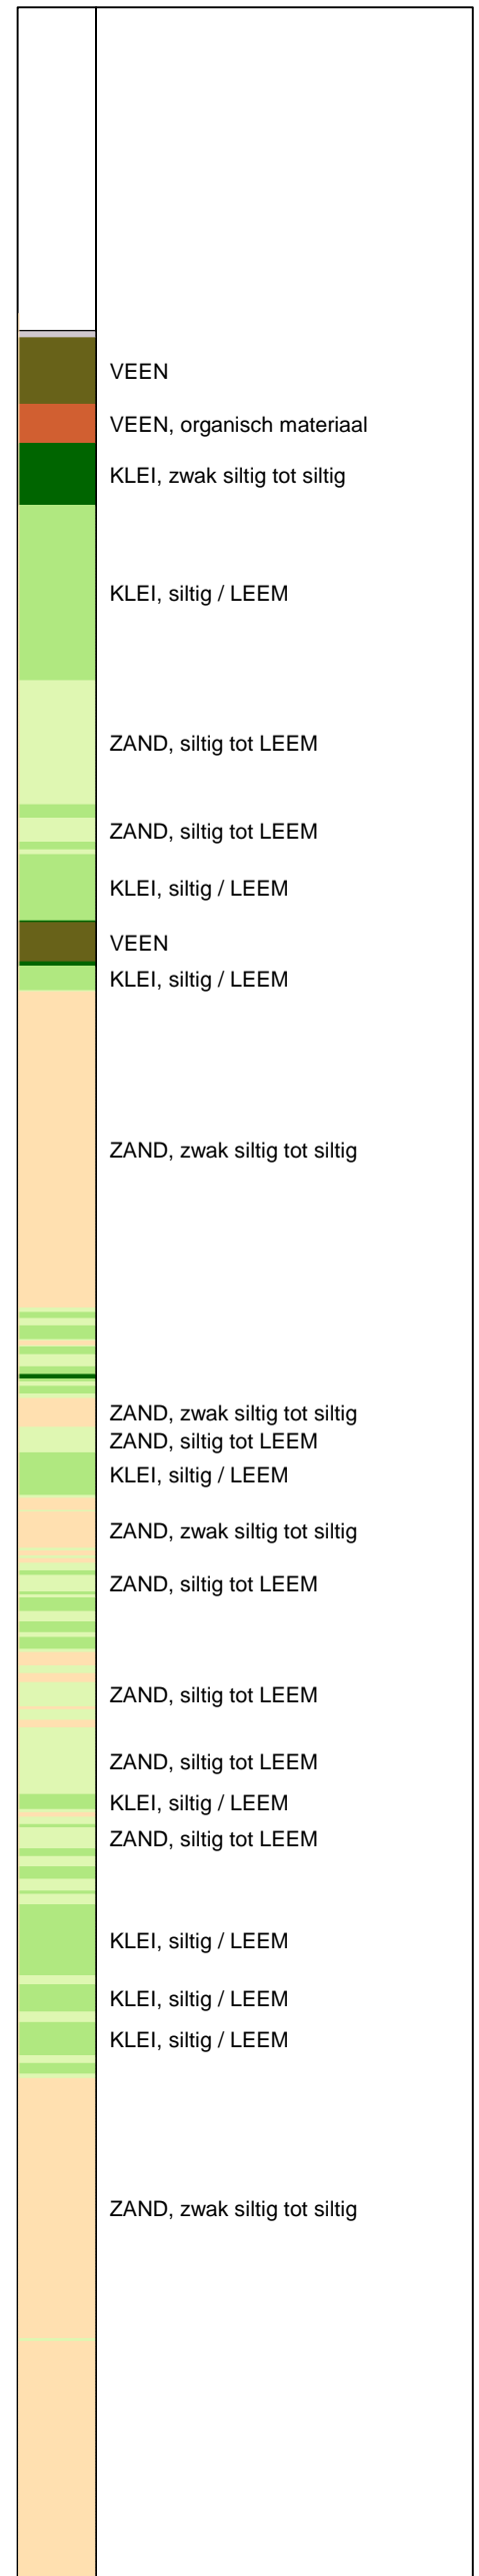 VEEN
VEEN, organisch materiaal
KLEI, zwak siltig tot siltig
KLEI, siltig / LEEM
ZAND, siltig tot LEEM
ZAND, siltig tot LEEM
KLEI, siltig / LEEM
VEEN
KLEI, siltig / LEEM
ZAND, zwak siltig tot siltig
ZAND, zwak siltig tot siltig
ZAND, siltig tot LEEM
KLEI, siltig / LEEM
ZAND, zwak siltig tot siltig
ZAND, siltig tot LEEM
ZAND, siltig tot LEEM
ZAND, siltig tot LEEM
KLEI, siltig / LEEM
ZAND, siltig tot LEEM
KLEI, siltig / LEEM
KLEI, siltig / LEEM
KLEI, siltig / LEEM
ZAND, zwak siltig tot siltig